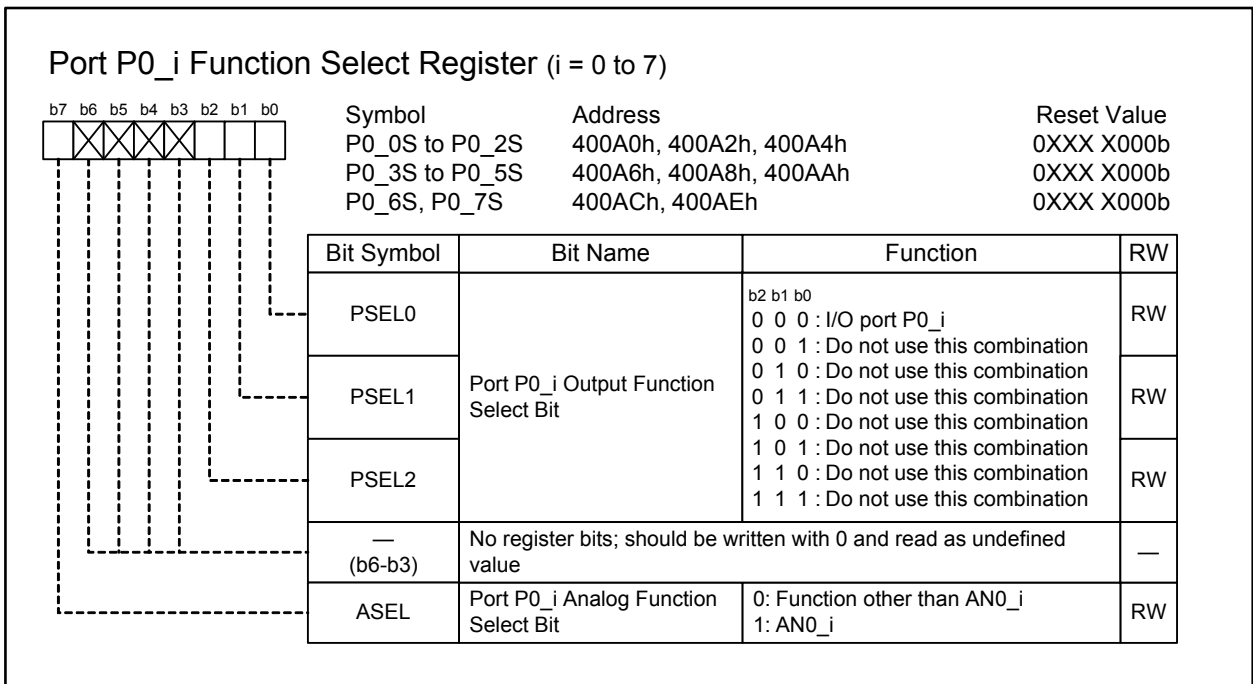 Port P0_i Function Select Register (i = 0 to 7)
b7 b6 b5 b4 b3 b2 b1 b0
Symbol Address Reset Value
P0_0S to P0_2S 400A0h, 400A2h, 400A4h 0XXX X000b
P0_3S to P0_5S 400A6h, 400A8h, 400AAh 0XXX X000b
P0_6S, P0_7S 400ACh, 400AEh 0XXX X000b
Bit Symbol Bit Name Function RW
PSEL0 RW
PSEL1 RW
PSEL2 RW
Port P0_i Output Function
Select Bit
b2 b1 b0
0 0 0 : I/O port P0_i
0 0 1 : Do not use this combination
0 1 0 : Do not use this combination
0 1 1 : Do not use this combination
1 0 0 : Do not use this combination
1 0 1 : Do not use this combination
1 1 0 : Do not use this combination
1 1 1 : Do not use this combination
—
(b6-b3)
No register bits; should be written with 0 and read as undefined
value
—
ASEL
Port P0_i Analog Function
Select Bit
0: Function other than AN0_i
1: AN0_i
RW